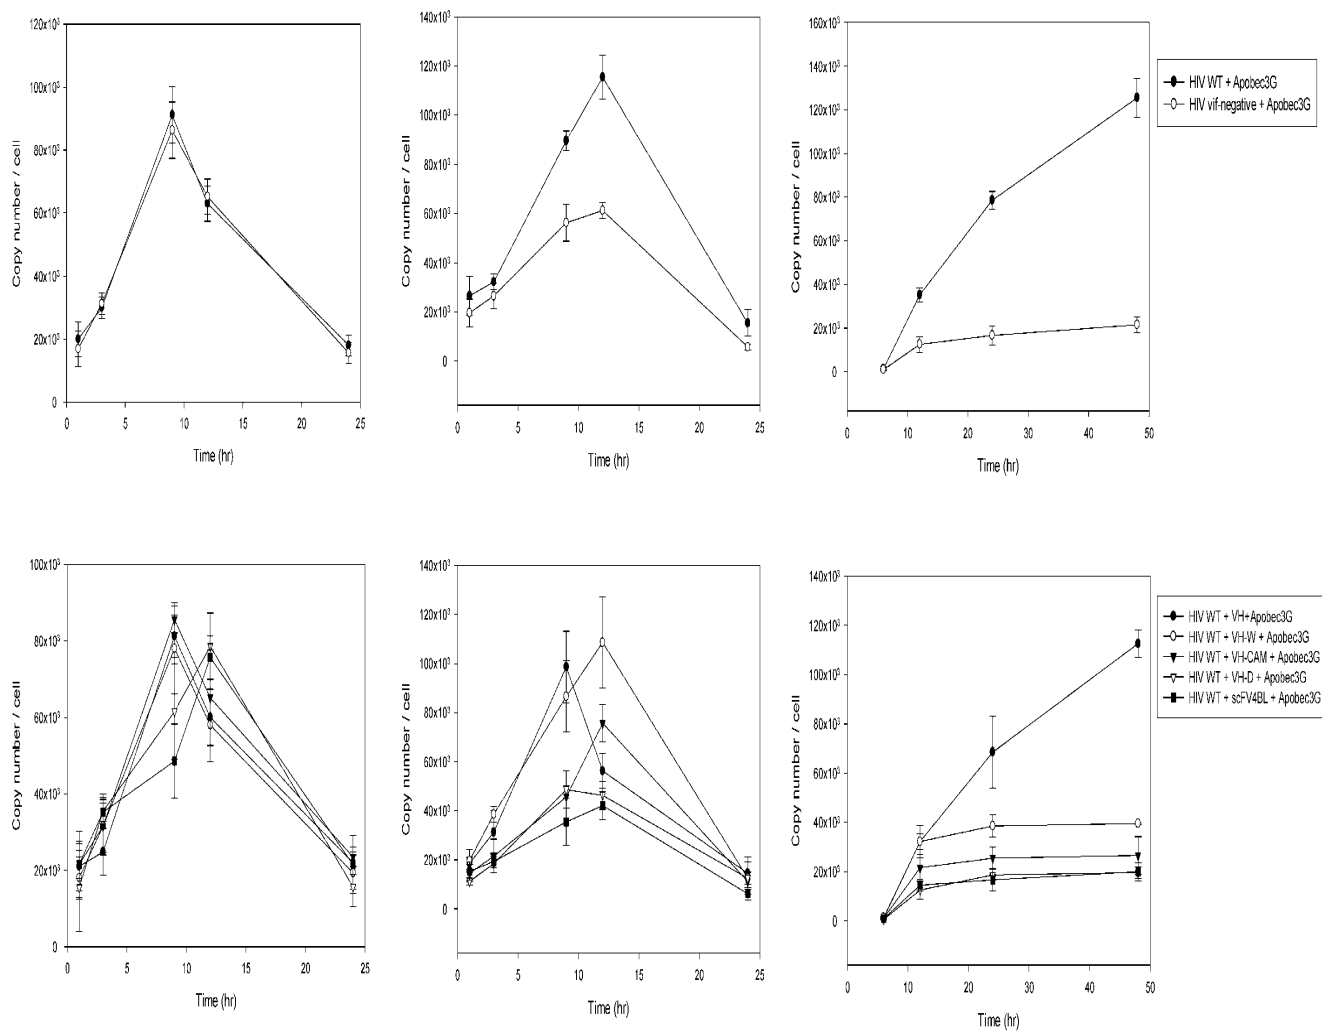 120x10³
100x10³
80x10³
60x10³
40x10³
20x10³
0
0 5 10 15 20 25
Copy number / cell
Time (hr)
140x10³
120x10³
100x10³
80x10³
60x10³
40x10³
20x10³
0
0 5 10 15 20 25
Copy number / cell
Time (hr)
160x10³
140x10³
120x10³
100x10³
80x10³
60x10³
40x10³
20x10³
0
0 10 20 30 40 50
Copy number / cell
Time (hr)
HIV WT + Apobec3G
HIV vif-negative + Apobec3G
100x10³
80x10³
60x10³
40x10³
20x10³
0
0 5 10 15 20 25
Copy number / cell
Time (hr)
140x10³
120x10³
100x10³
80x10³
60x10³
40x10³
20x10³
0
0 5 10 15 20 25
Copy number / cell
Time (hr)
140x10³
120x10³
100x10³
80x10³
60x10³
40x10³
20x10³
0
0 10 20 30 40 50
Copy number / cell
Time (hr)
HIV WT + VH+Apobec3G
HIV WT + VH-W + Apobec3G
HIV WT + VH-CAM + Apobec3G
HIV WT + VH-D + Apobec3G
HIV WT + scFV4BL + Apobec3G